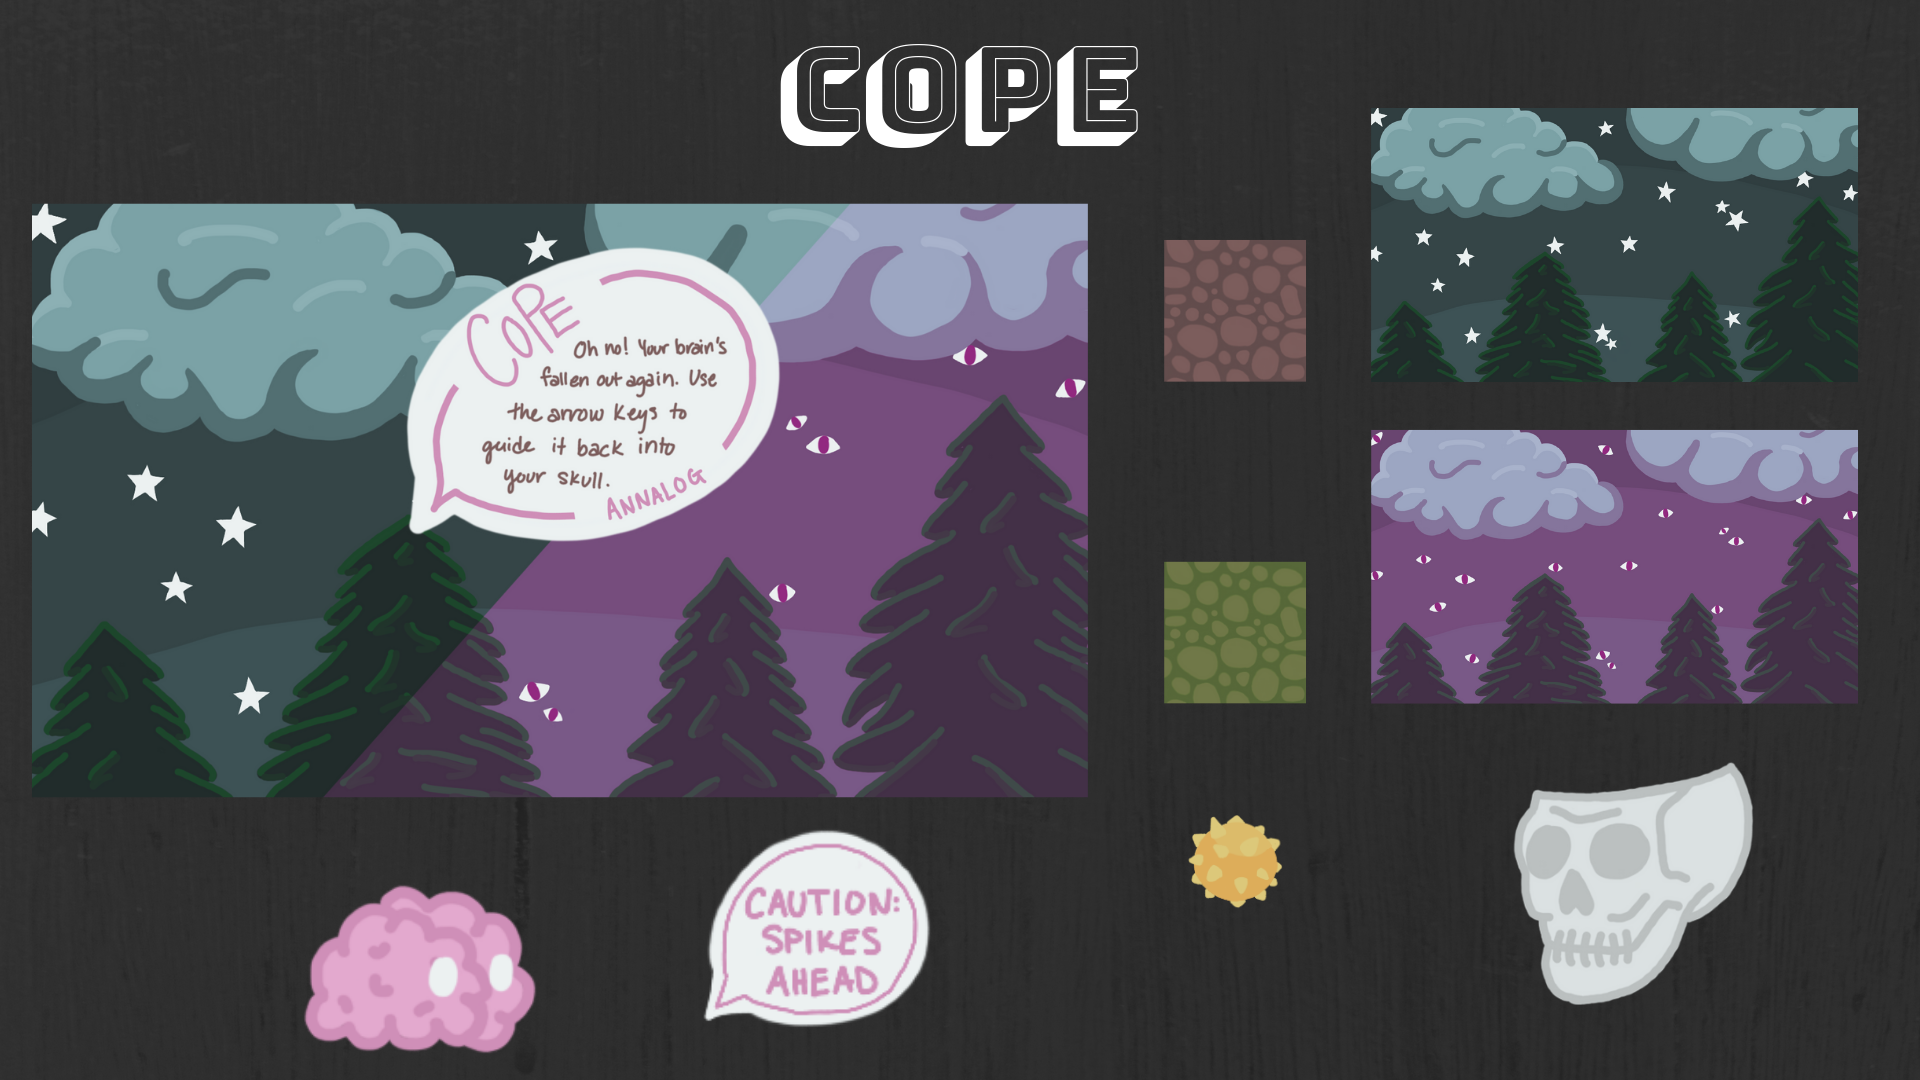 COPE
COPE
Oh no! Your brain's
fallen out again. Use
the arrow keys to
guide it back into
your skull.
ANNALOG
CAUTION:
SPIKES
AHEAD